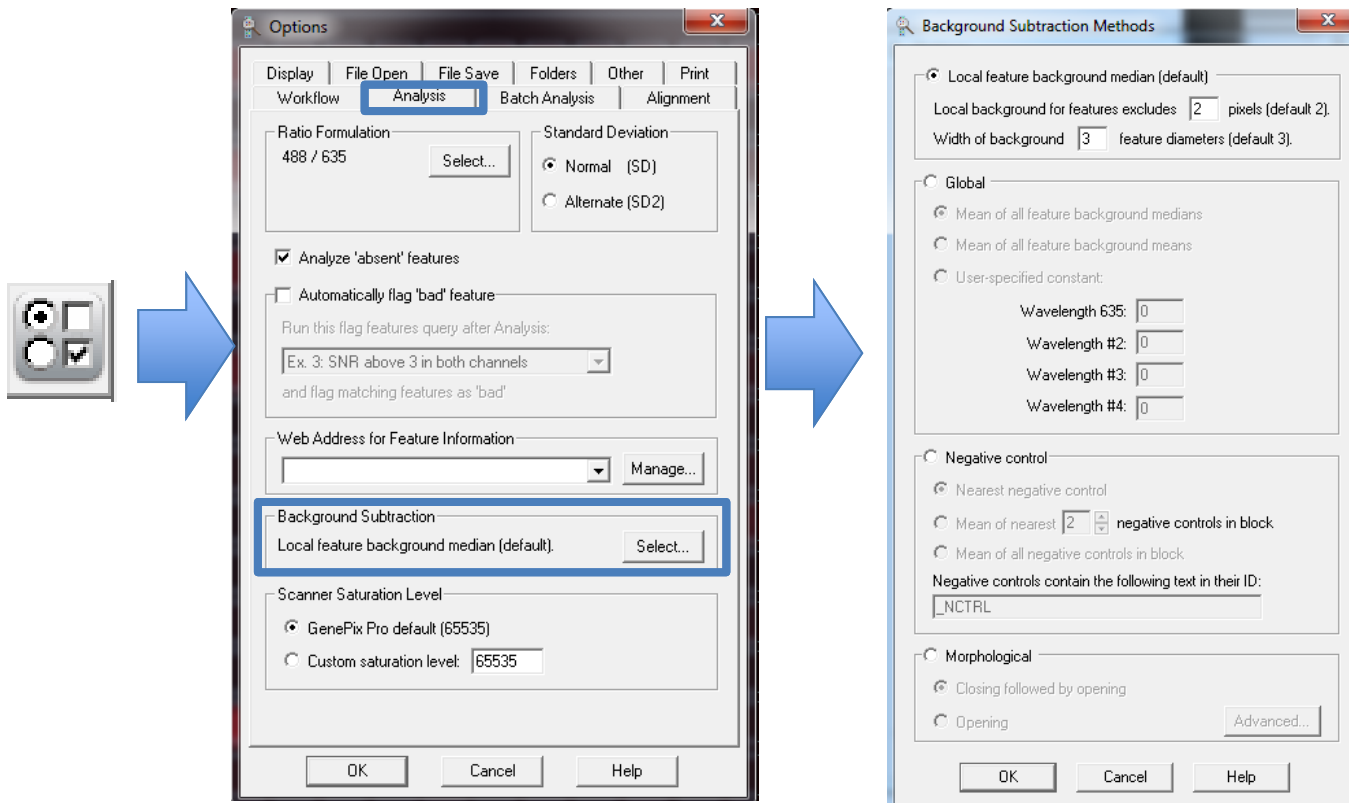 Options
Display File Open File Save Folders Other Print
Workflow Analysis Batch Analysis Alignment
Ratio Formulation
488 / 635
Select...
Standard Deviation
Normal (SD)
Alternate (SD2)
Analyze 'absent' features
Automatically flag 'bad' feature
Run this flag features query after Analysis:
Ex. 3: SNR above 3 in both channels
and flag matching features as 'bad'
Web Address for Feature Information
Manage...
Background Subtraction
Local feature background median (default).
Select...
Scanner Saturation Level
GenePix Pro default (65535)
Custom saturation level: 65535
OK Cancel Help
Background Subtraction Methods
Local feature background median (default)
Local background for features excludes 2 pixels (default 2).
Width of background 3 feature diameters (default 3).
Global
Mean of all feature background medians
Mean of all feature background means
User-specified constant:
Wavelength 635: 0
Wavelength #2: 0
Wavelength #3: 0
Wavelength #4: 0
Negative control
Nearest negative control
Mean of nearest 2 negative controls in block
Mean of all negative controls in block
Negative controls contain the following text in their ID:
_NCTRL
Morphological
Closing followed by opening
Opening
Advanced...
OK Cancel Help